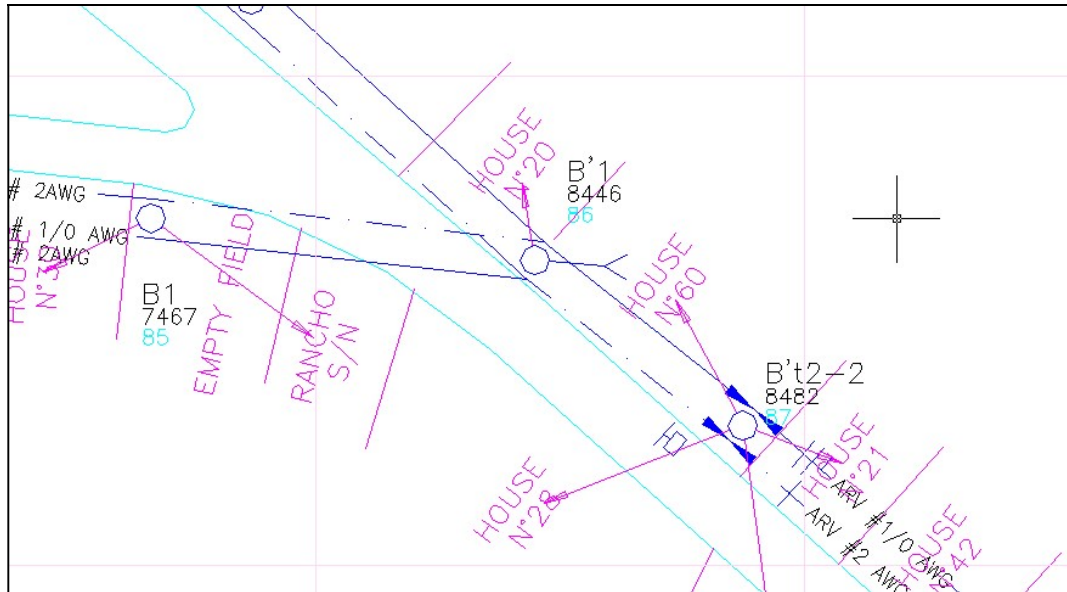 HOUSE
N°20
B'1
8446
86
# 2AWG
# 1/0 AWG
# 2AWG
HOUSE
B1
7467
85
EMPTY FIELD
RANCHO
S/N
HOUSE
N°60
B't2-2
8482
87
HOUSE
N°28
HOUSE
N°21
ARV #1/0 AWG
ARV #2 AWG
HOUSE